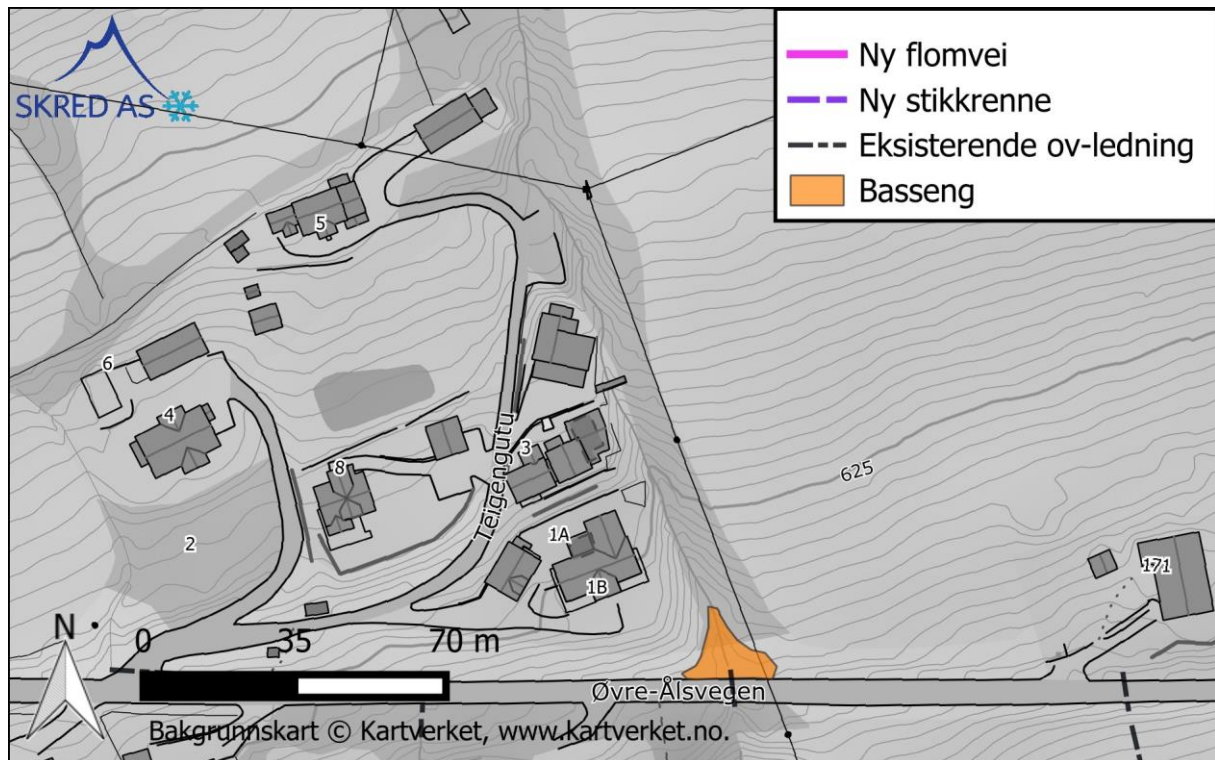 SKRED AS
Ny flomvei
Ny stikkrenne
Eksisterende ov-ledning
Basseng
5
6
4
8
3
Teigengutu
625
2
1A
1B
171
N
0 35 70 m
Øvre-Ålsvegen
Bakgrunnskart © Kartverket, www.kartverket.no.